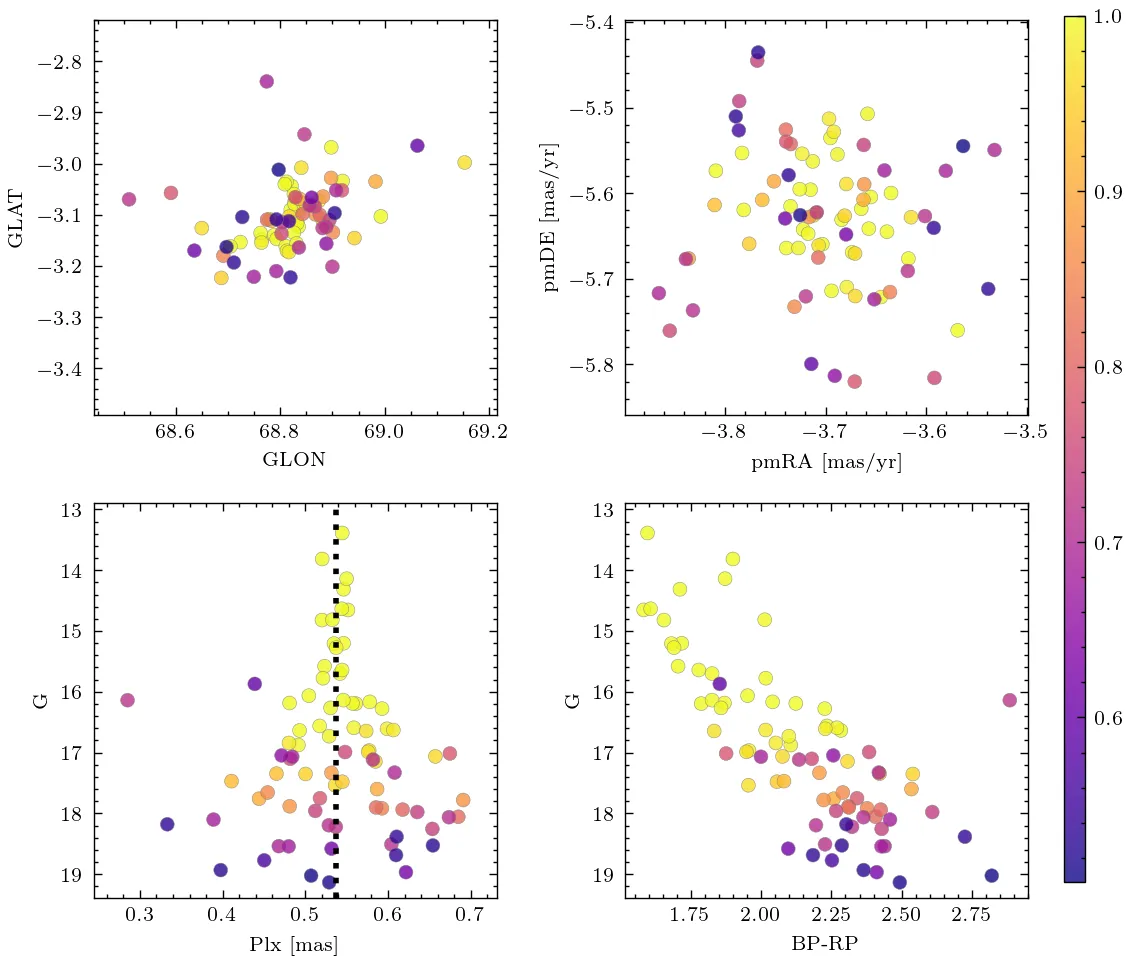 −2.8
−2.9
−3.0
−3.1
−3.2
−3.3
−3.4
GLAT
68.6 68.8 69.0 69.2
GLON
−5.4
−5.5
−5.6
−5.7
−5.8
pmDE [mas/yr]
−3.8 −3.7 −3.6 −3.5
pmRA [mas/yr]
1.0
0.9
0.8
0.7
0.6
13
14
15
16
17
18
19
G
0.3 0.4 0.5 0.6 0.7
Plx [mas]
13
14
15
16
17
18
19
G
1.75 2.00 2.25 2.50 2.75
BP-RP